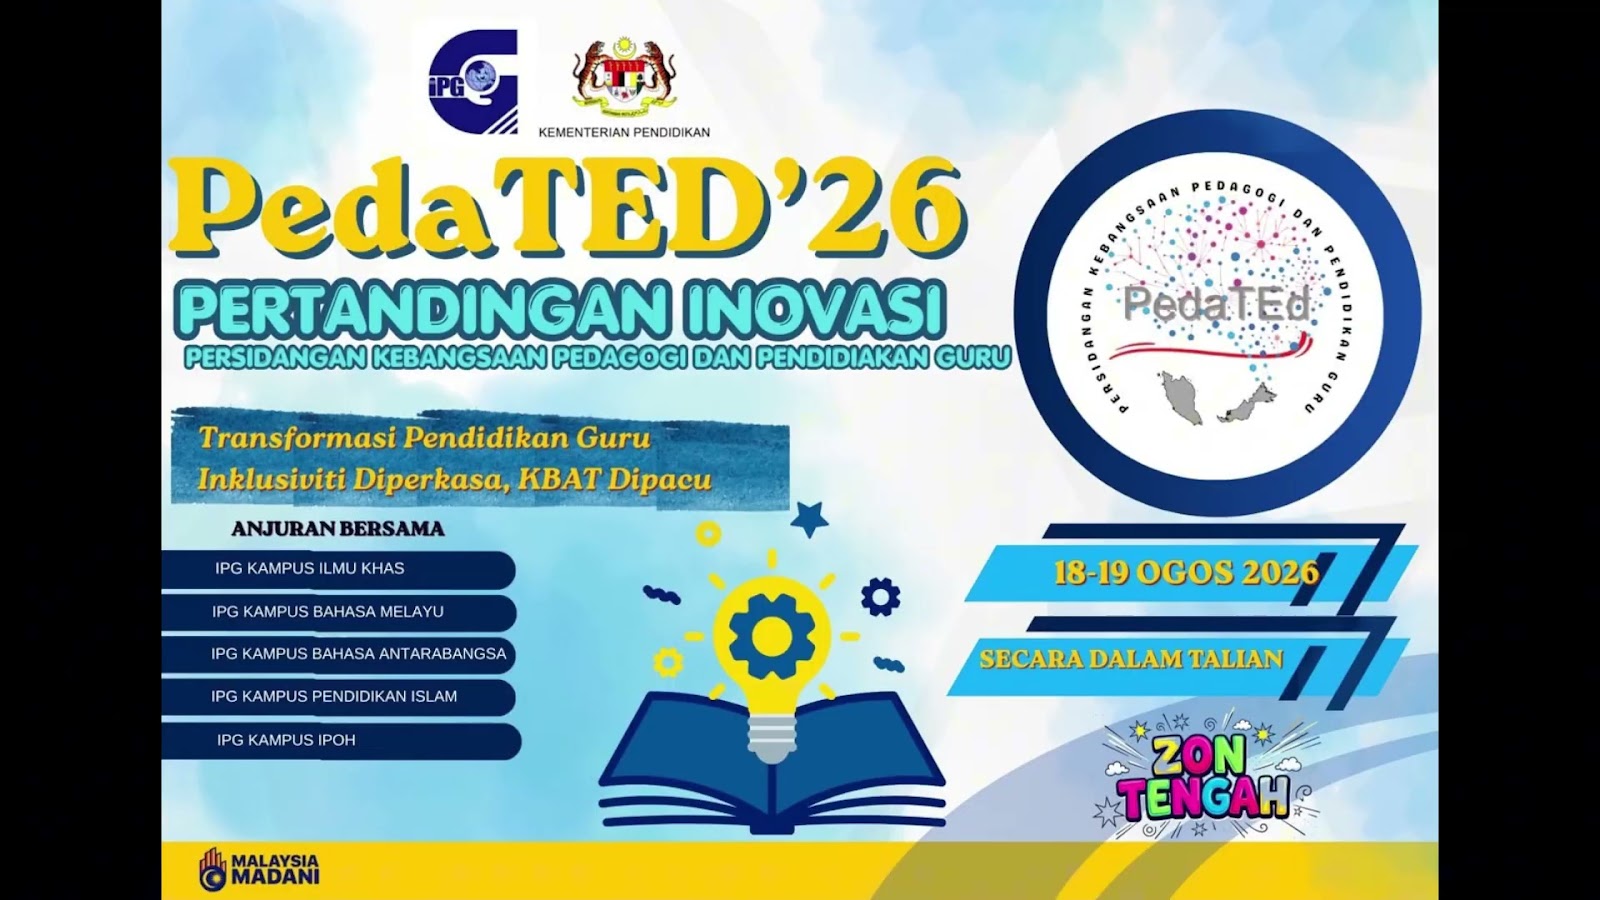 iPG
KEMENTERIAN PENDIDIKAN
PedaTED’26
PERTANDINGAN INOVASI
PERSIDANGAN KEBANGSAAN PEDAGOGI DAN PENDIDIAKAN GURU
PERSIDANGAN KEBANGSAAN PEDAGOGI DAN PENDIDIKAN GURU
PedaTEd
Transformasi Pendidikan Guru
Inklusiviti Diperkasa, KBAT Dipacu
ANJURAN BERSAMA
IPG KAMPUS ILMU KHAS
IPG KAMPUS BAHASA MELAYU
IPG KAMPUS BAHASA ANTARABANGSA
IPG KAMPUS PENDIDIKAN ISLAM
IPG KAMPUS IPOH
18-19 OGOS 2026
SECARA DALAM TALIAN
ZON
TENGAH
MALAYSIA
MADANI